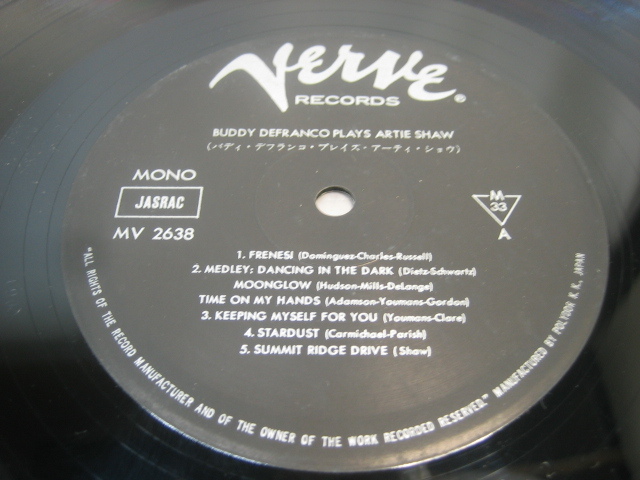 Verve
RECORDS®
BUDDY DEFRANCO PLAYS ARTIE SHAW
(バディ・デフランコ・プレイズ・アーティ・ショウ)
MONO
JASRAC
MV 2638
M
33
A
1. FRENESI (Dominguez-Charles-Russell)
2. MEDLEY: DANCING IN THE DARK (Dietz-Schwartz)
MOONGLOW (Hudson-Mills-DeLange)
TIME ON MY HANDS (Adamson-Youmans-Gordon)
3. KEEPING MYSELF FOR YOU (Youmans-Clare)
4. STARDUST (Carmichael-Parish)
5. SUMMIT RIDGE DRIVE (Shaw)
"ALL RIGHTS OF THE RECORD MANUFACTURER AND OF THE OWNER OF THE WORK RECORDED RESERVED." MANUFACTURED BY POLYDOR K.K. JAPAN